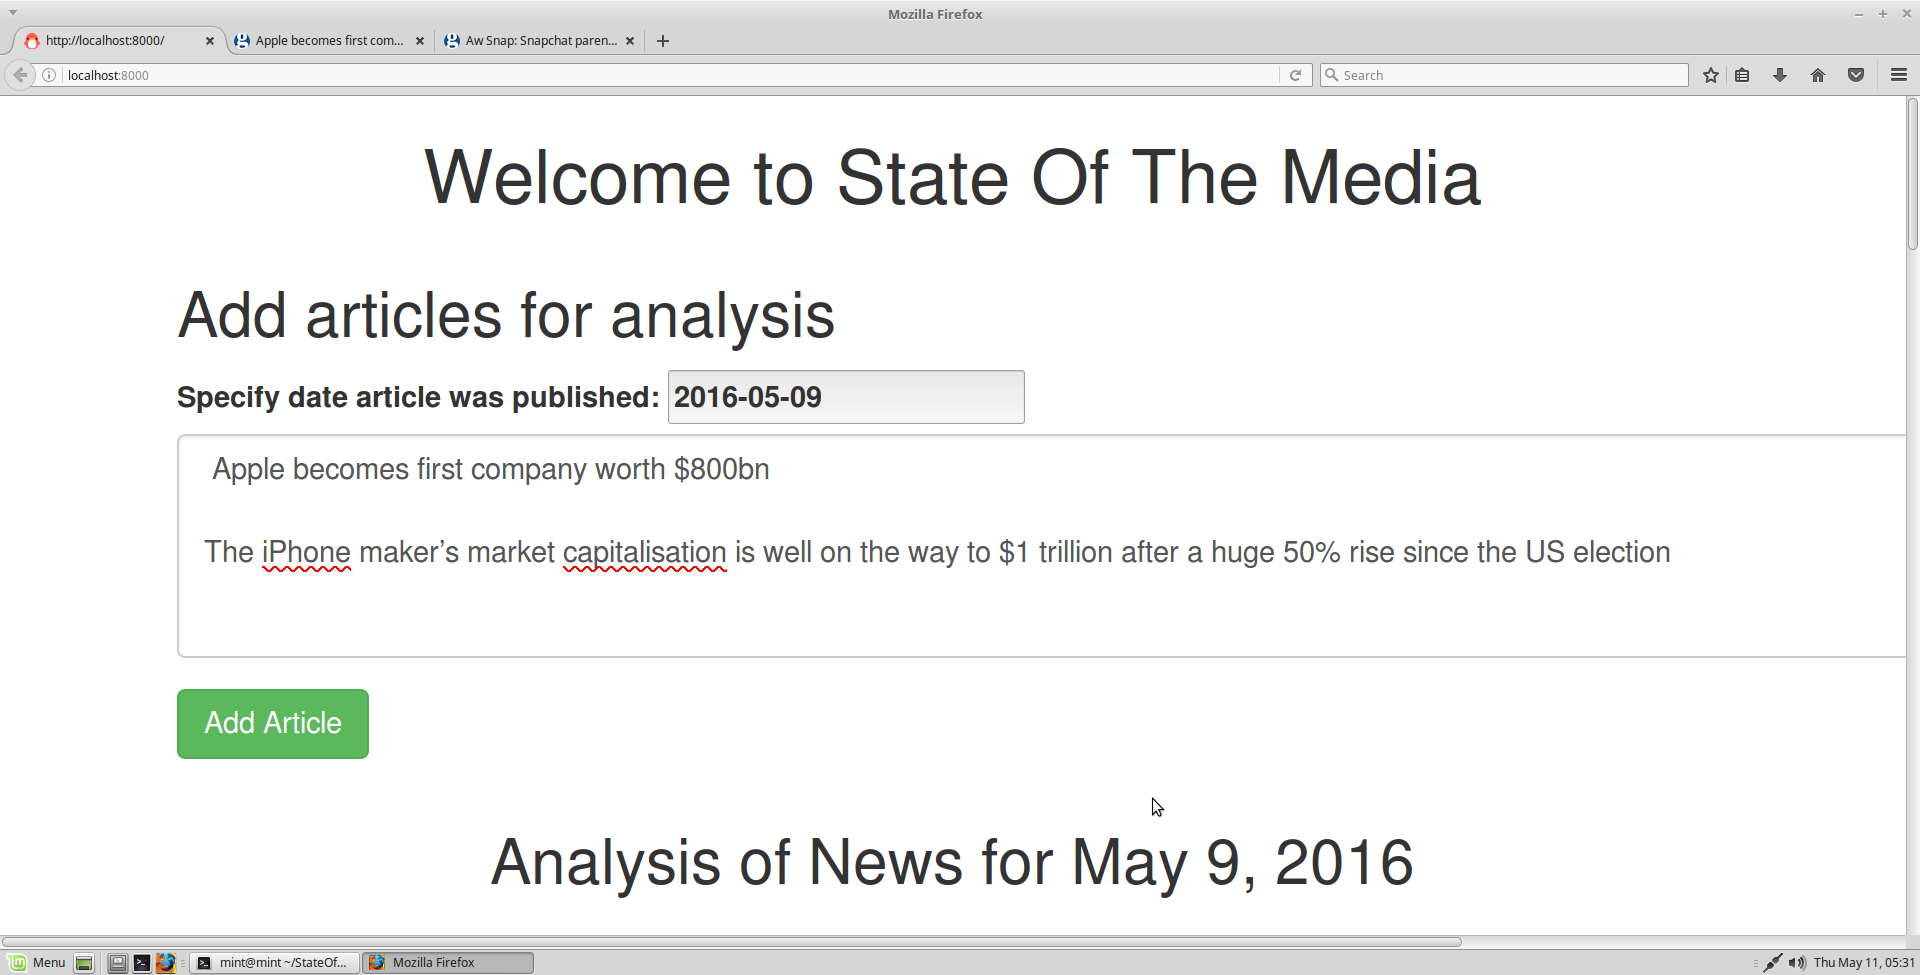 Mozilla Firefox
http://localhost:8000/
Apple becomes first com...
Aw Snap: Snapchat paren...
localhost:8000
Search
Welcome to State Of The Media
Add articles for analysis
Specify date article was published: 2016-05-09
Apple becomes first company worth $800bn
The iPhone maker’s market capitalisation is well on the way to $1 trillion after a huge 50% rise since the US election
Add Article
Analysis of News for May 9, 2016
Menu
mint@mint ~/StateOf...
Mozilla Firefox
Thu May 11, 05:31